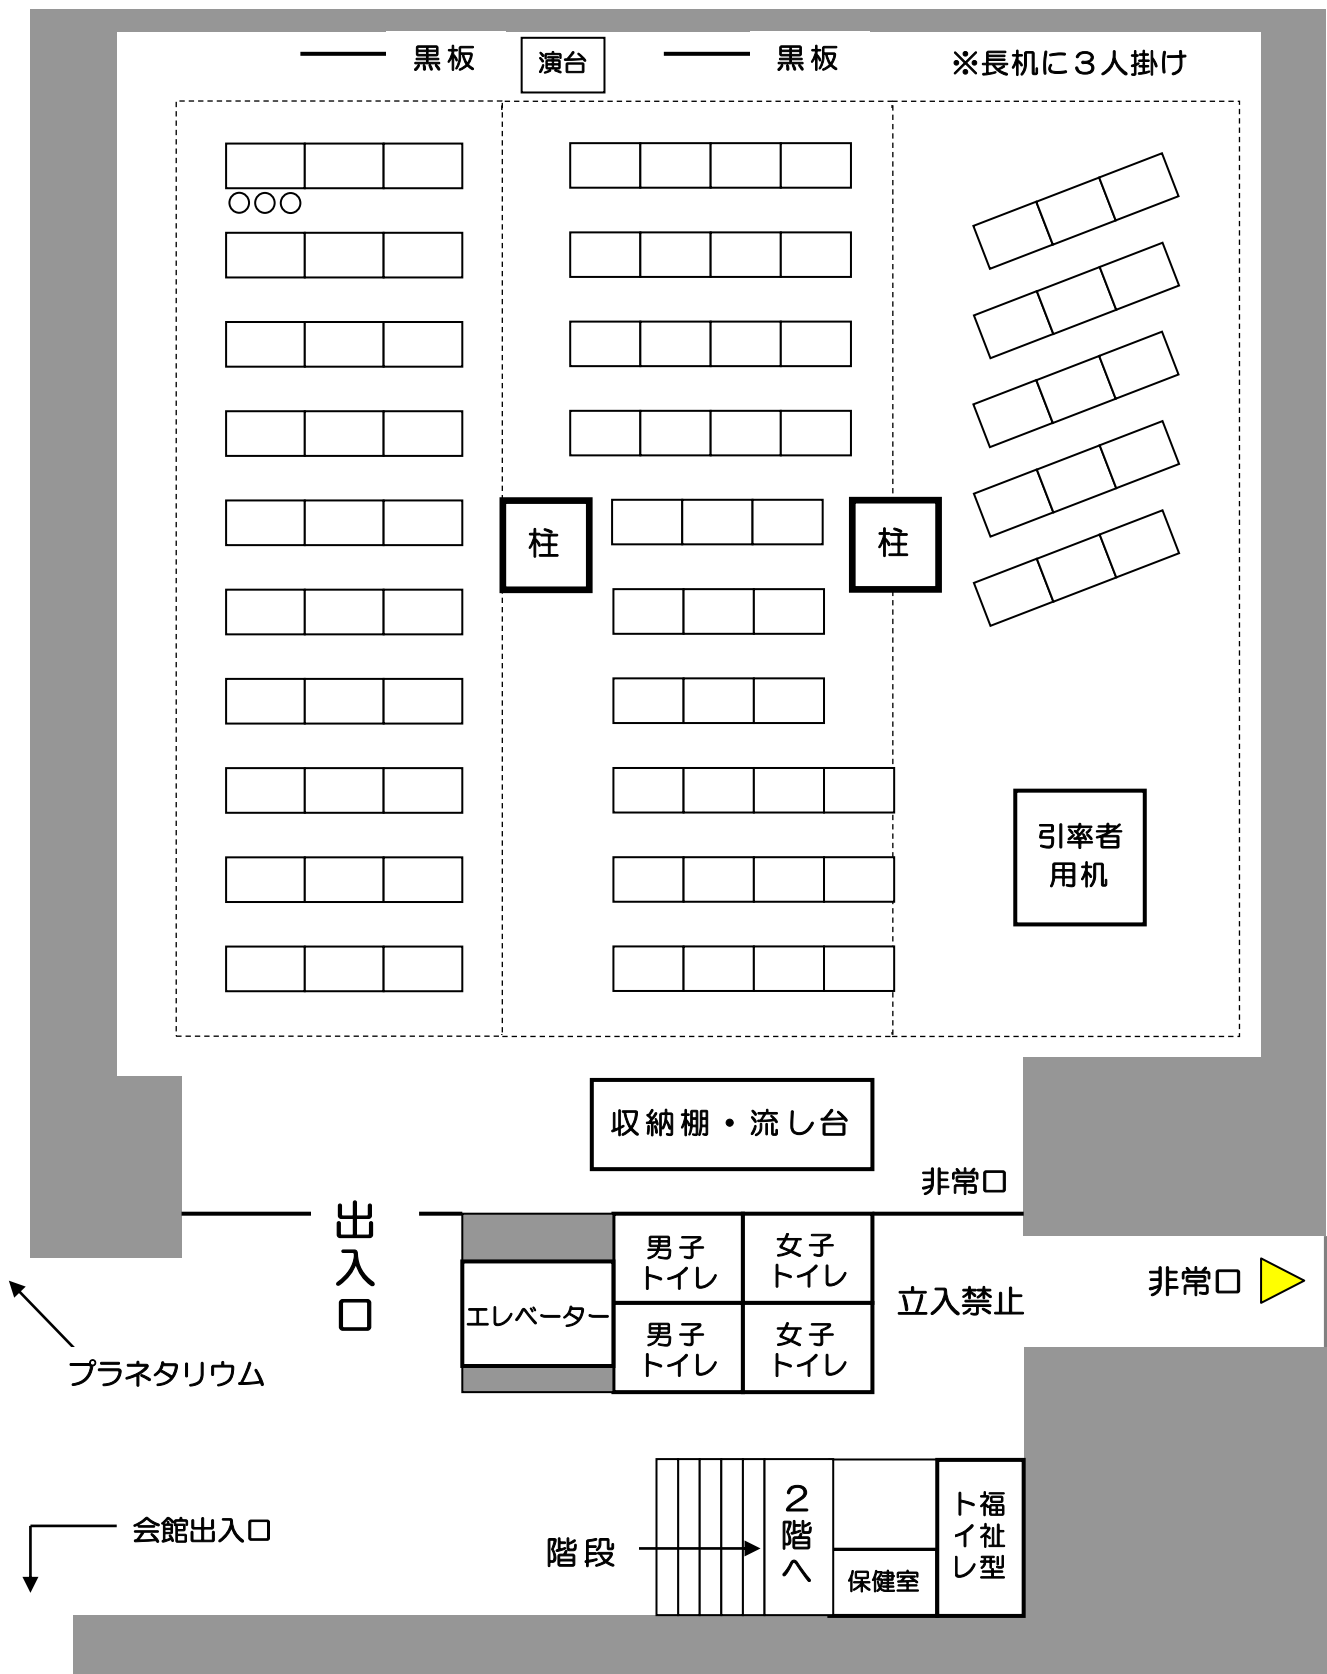 黒板
演台
黒板
※長机に３人掛け
柱
柱
引率者
用机
収納棚・流し台
非常口
出入口
男子
トイレ
女子
トイレ
エレベーター
男子
トイレ
女子
トイレ
立入禁止
非常口
プラネタリウム
会館出入口
階段
２階へ
保健室
福祉型
トイレ